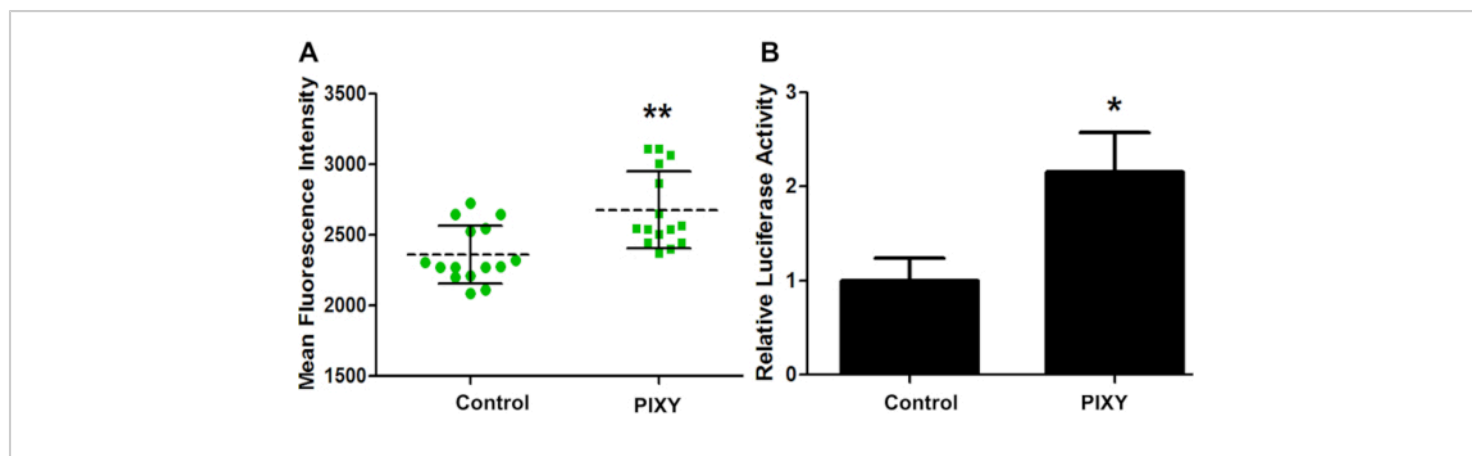 A
Mean Fluorescence Intensity
3500
3000
2500
2000
1500
**
Control
PIXY
B
Relative Luciferase Activity
3
2
1
0
*
Control
PIXY